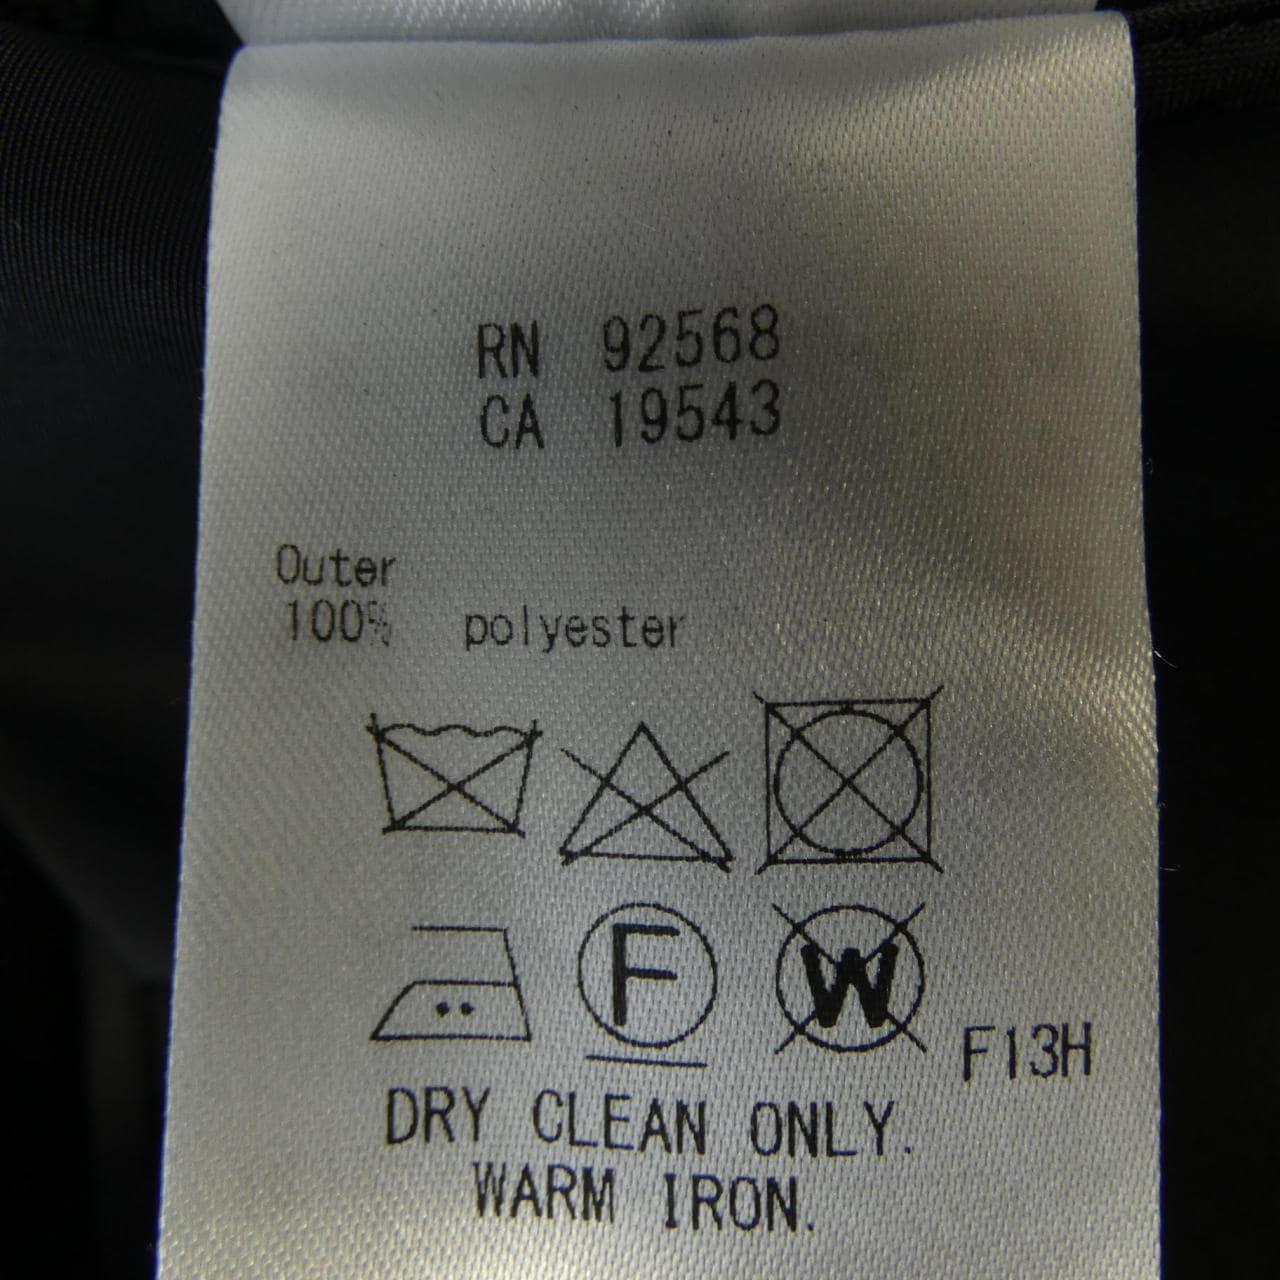 RN 92568
CA 19543
Outer
100% polyester
F
W
F13H
DRY CLEAN ONLY.
WARM IRON.